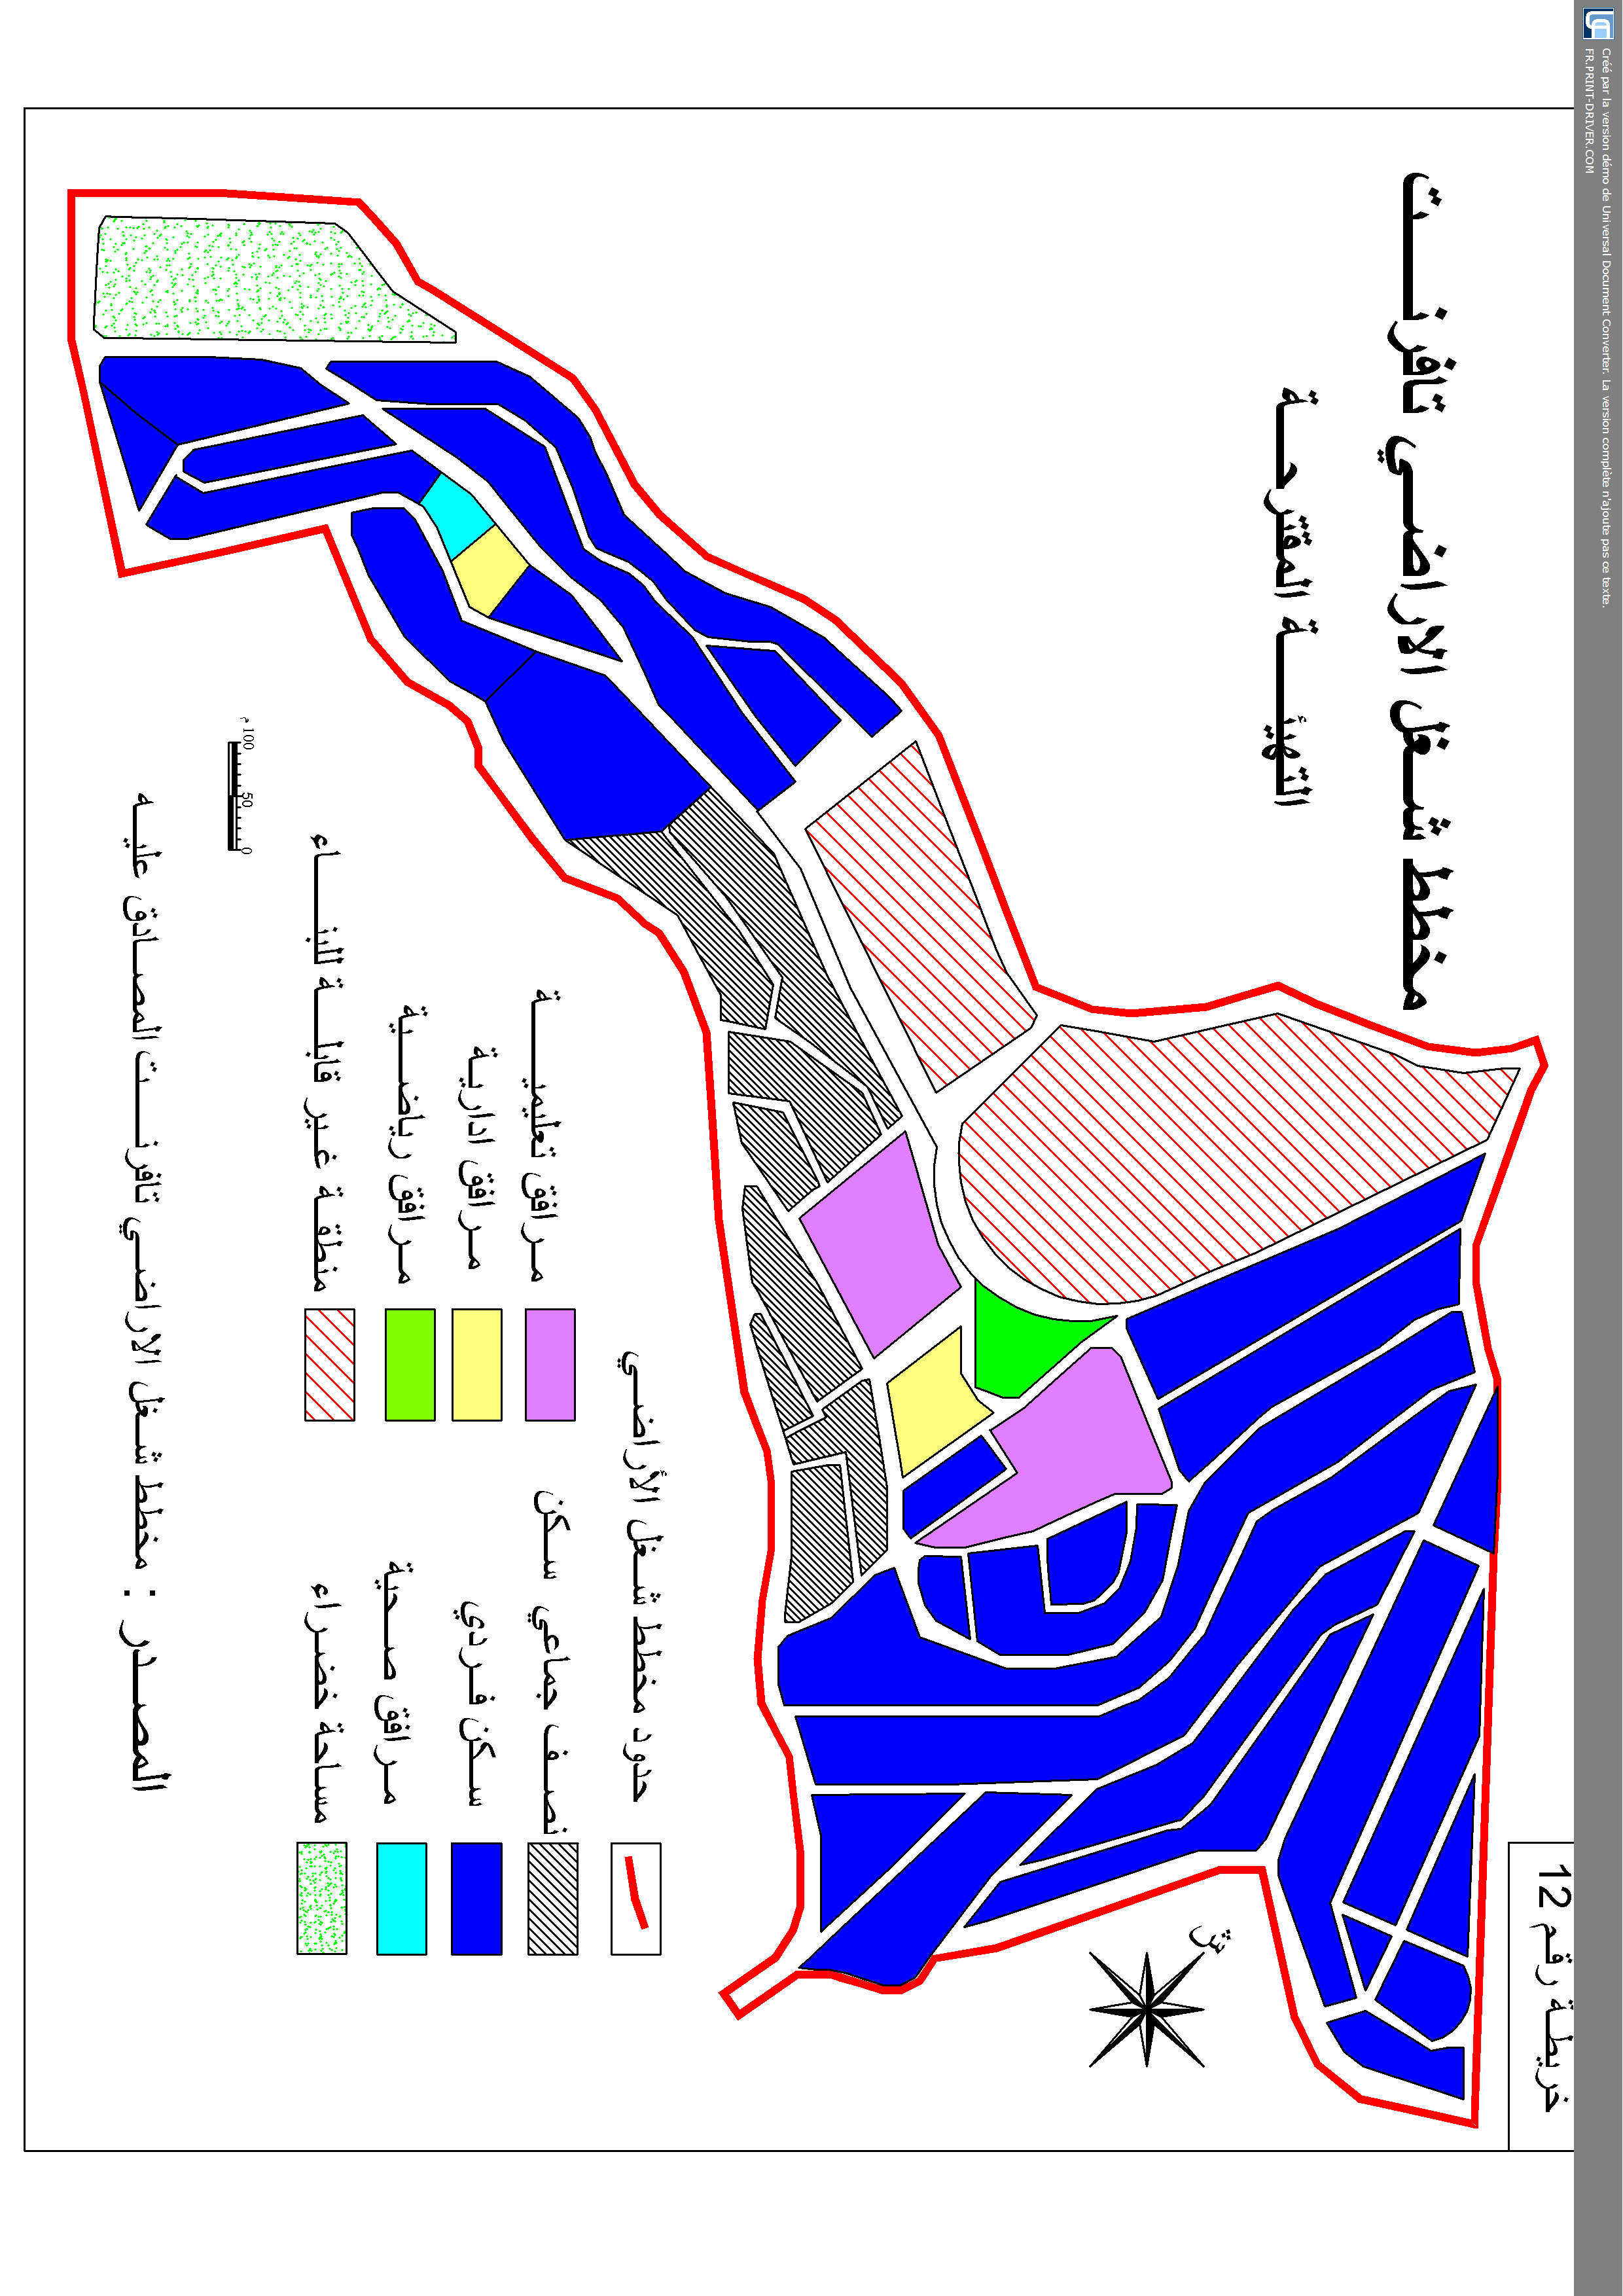 Créé par la version démo de Universal Document Converter. La version complète n'ajoute pas ce texte.
FR.PRINT-DRIVER.COM
خريطة رقم 12
مخطط شغل الاراضي تافرنت
التهيئة المقترحة
حدود مخطط شغل الأراضي
نصف جماعي سكن
سكن فردي
مرافق صحية
مساحة خضراء
مرافق تعليمية
مرافق ادارية
مرافق رياضية
منطقة غير قابلة للبناء
100 م
50
0
ش
المصدر : مخطط شغل الاراضي تافرنت المصادق عليه